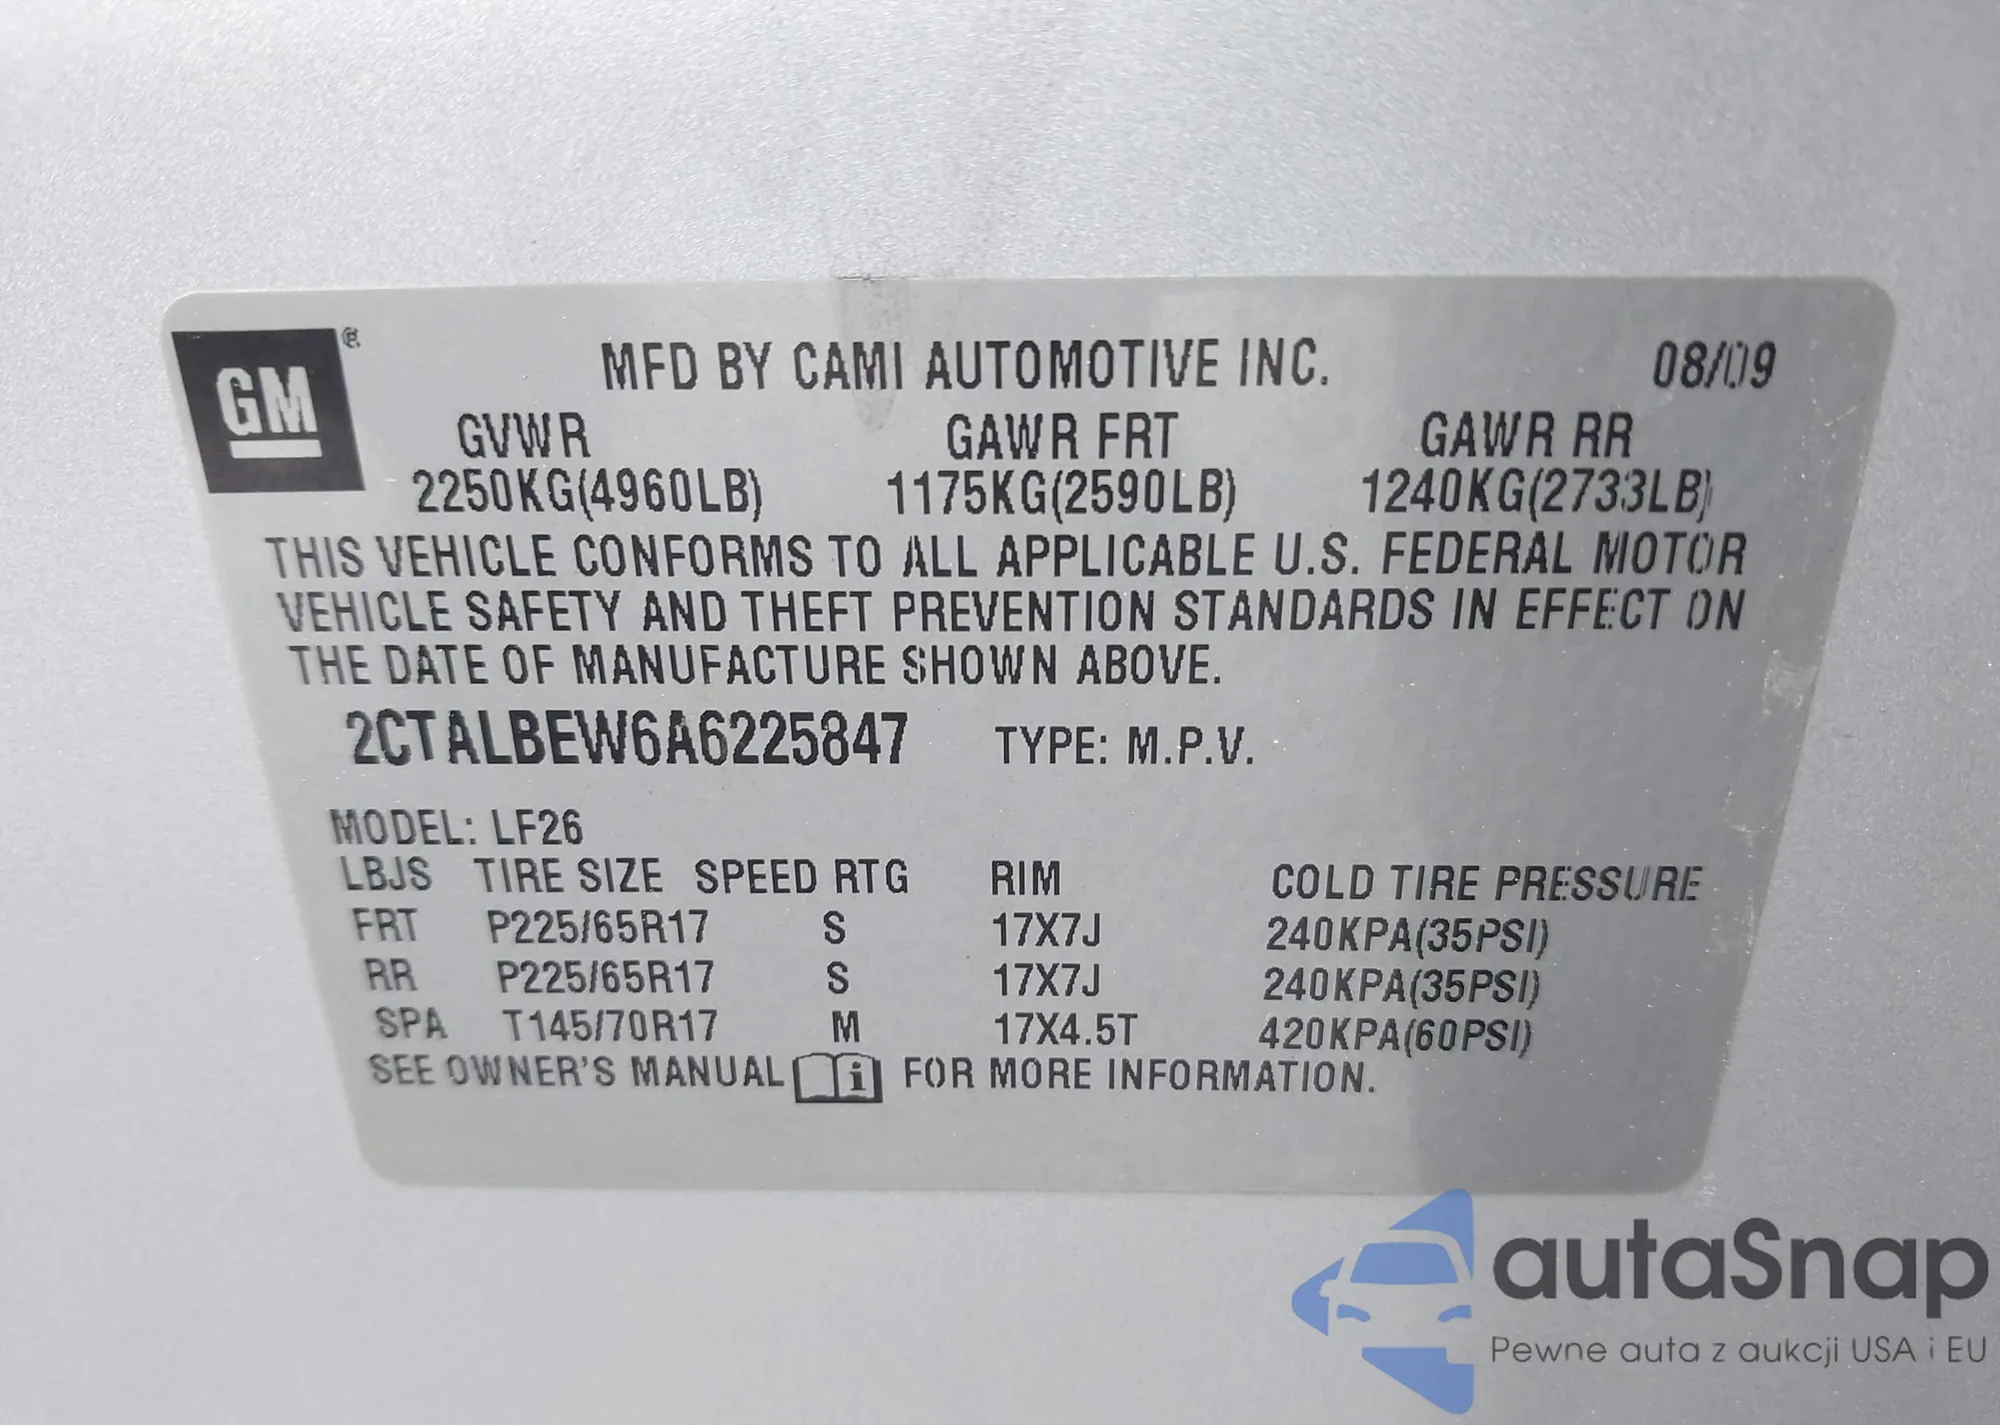 GM ®
MFD BY CAMI AUTOMOTIVE INC. 08/09
GVWR GAWR FRT GAWR RR
2250KG(4960LB) 1175KG(2590LB) 1240KG(2733LB)
THIS VEHICLE CONFORMS TO ALL APPLICABLE U.S. FEDERAL MOTOR
VEHICLE SAFETY AND THEFT PREVENTION STANDARDS IN EFFECT ON
THE DATE OF MANUFACTURE SHOWN ABOVE.
2CTALBEW6A6225847 TYPE: M.P.V.
MODEL: LF26
LBJS TIRE SIZE SPEED RTG RIM COLD TIRE PRESSURE
FRT P225/65R17 S 17X7J 240KPA(35PSI)
RR P225/65R17 S 17X7J 240KPA(35PSI)
SPA T145/70R17 M 17X4.5T 420KPA(60PSI)
SEE OWNER'S MANUAL i FOR MORE INFORMATION.
autaSnap
Pewne auta z aukcji USA i EU